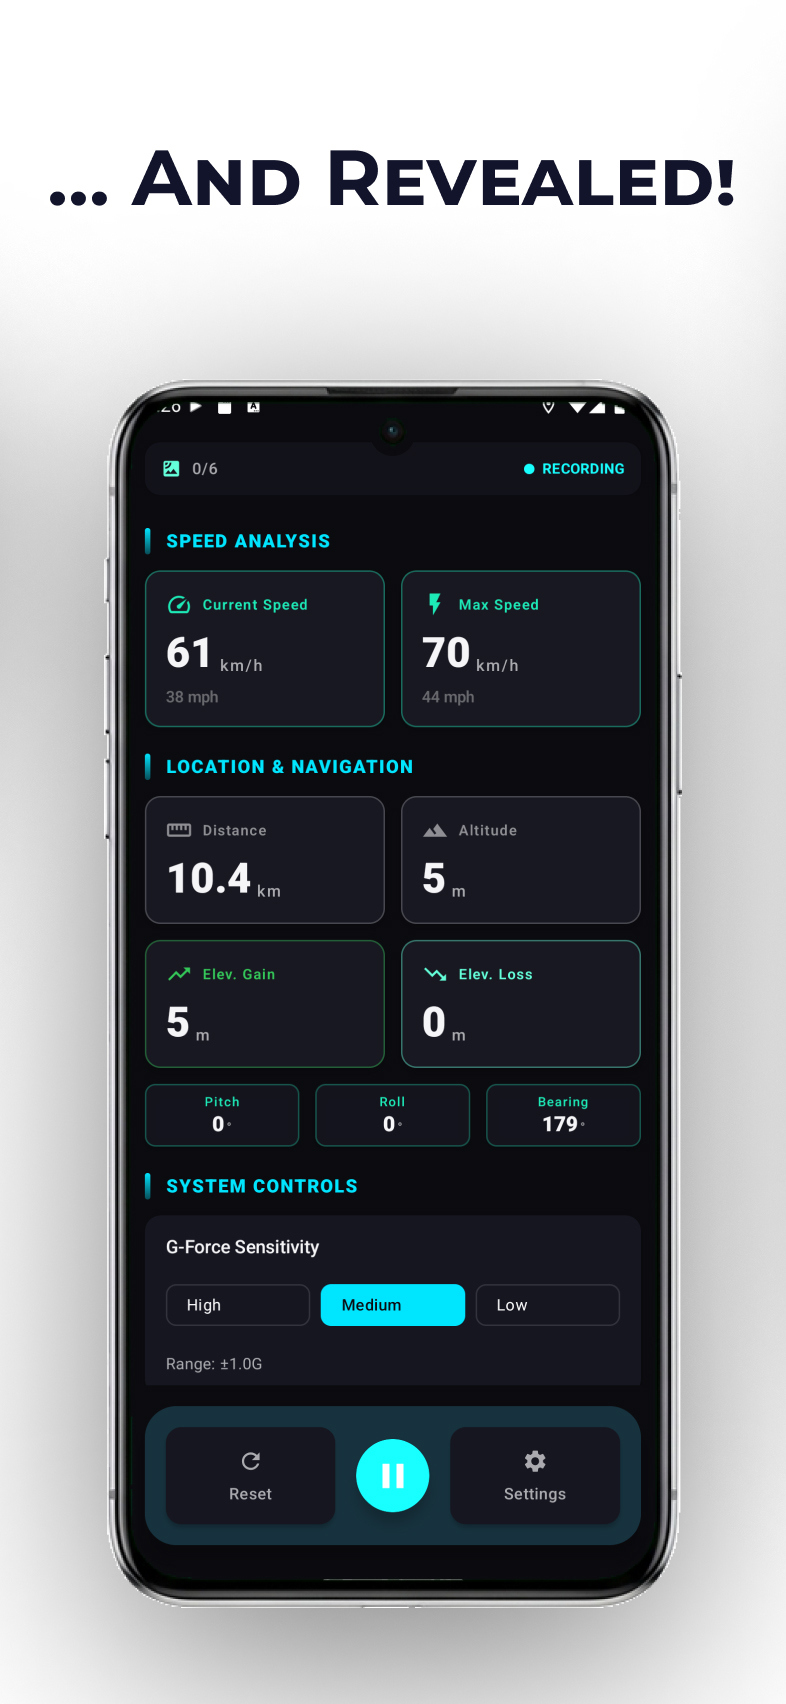 ... And Revealed!
0/6 RECORDING
SPEED ANALYSIS
Current Speed Max Speed
61 km/h 70 km/h
38 mph 44 mph
LOCATION & NAVIGATION
Distance Altitude
10.4 km 5 m
Elev. Gain Elev. Loss
5 m 0 m
Pitch Roll Bearing
0° 0° 179°
SYSTEM CONTROLS
G-Force Sensitivity
High Medium Low
Range: ±1.0G
Reset Settings